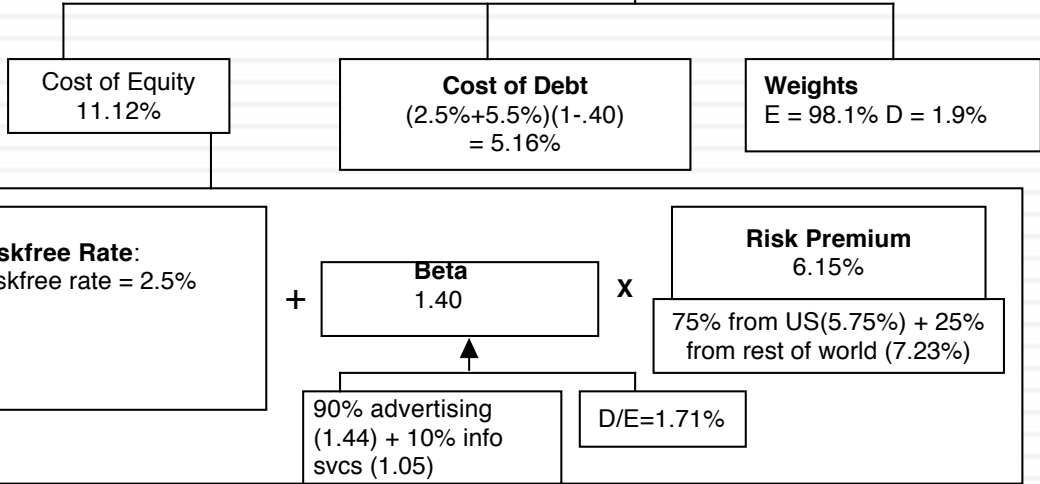 Cost of Equity
11.12%
Cost of Debt
(2.5%+5.5%)(1-.40)
= 5.16%
Weights
E = 98.1% D = 1.9%
skfree Rate:
skfree rate = 2.5%
+
Beta
1.40
X
Risk Premium
6.15%
75% from US(5.75%) + 25%
from rest of world (7.23%)
90% advertising
(1.44) + 10% info
svcs (1.05)
D/E=1.71%